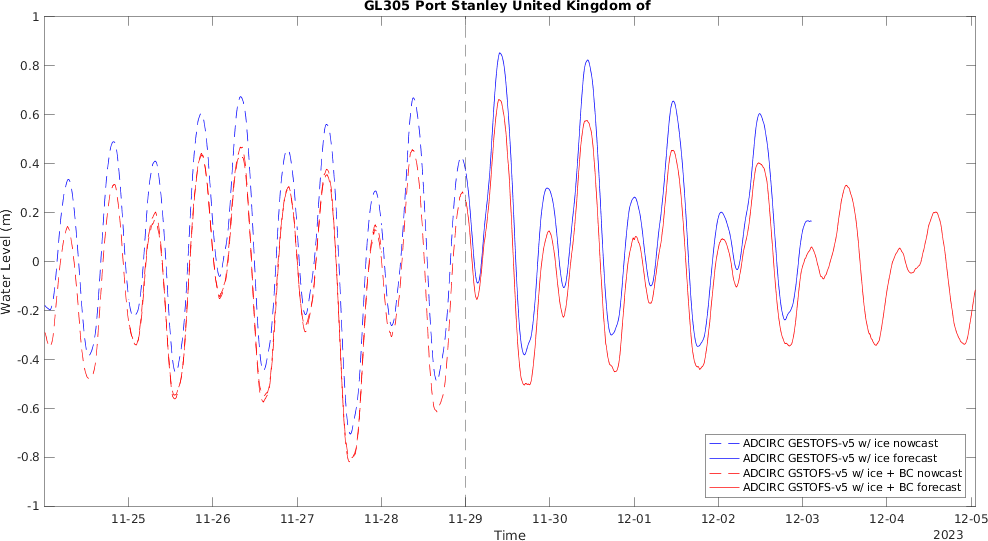 GL305 Port Stanley United Kingdom of
1
0.8
0.6
0.4
0.2
0
-0.2
-0.4
-0.6
-0.8
-1
Water Level (m)
ADCIRC GESTOFS-v5 w/ ice nowcast
ADCIRC GESTOFS-v5 w/ ice forecast
ADCIRC GSTOFS-v5 w/ ice + BC nowcast
ADCIRC GSTOFS-v5 w/ ice + BC forecast
11-25 11-26 11-27 11-28 11-29 11-30 12-01 12-02 12-03 12-04 12-05
Time 2023